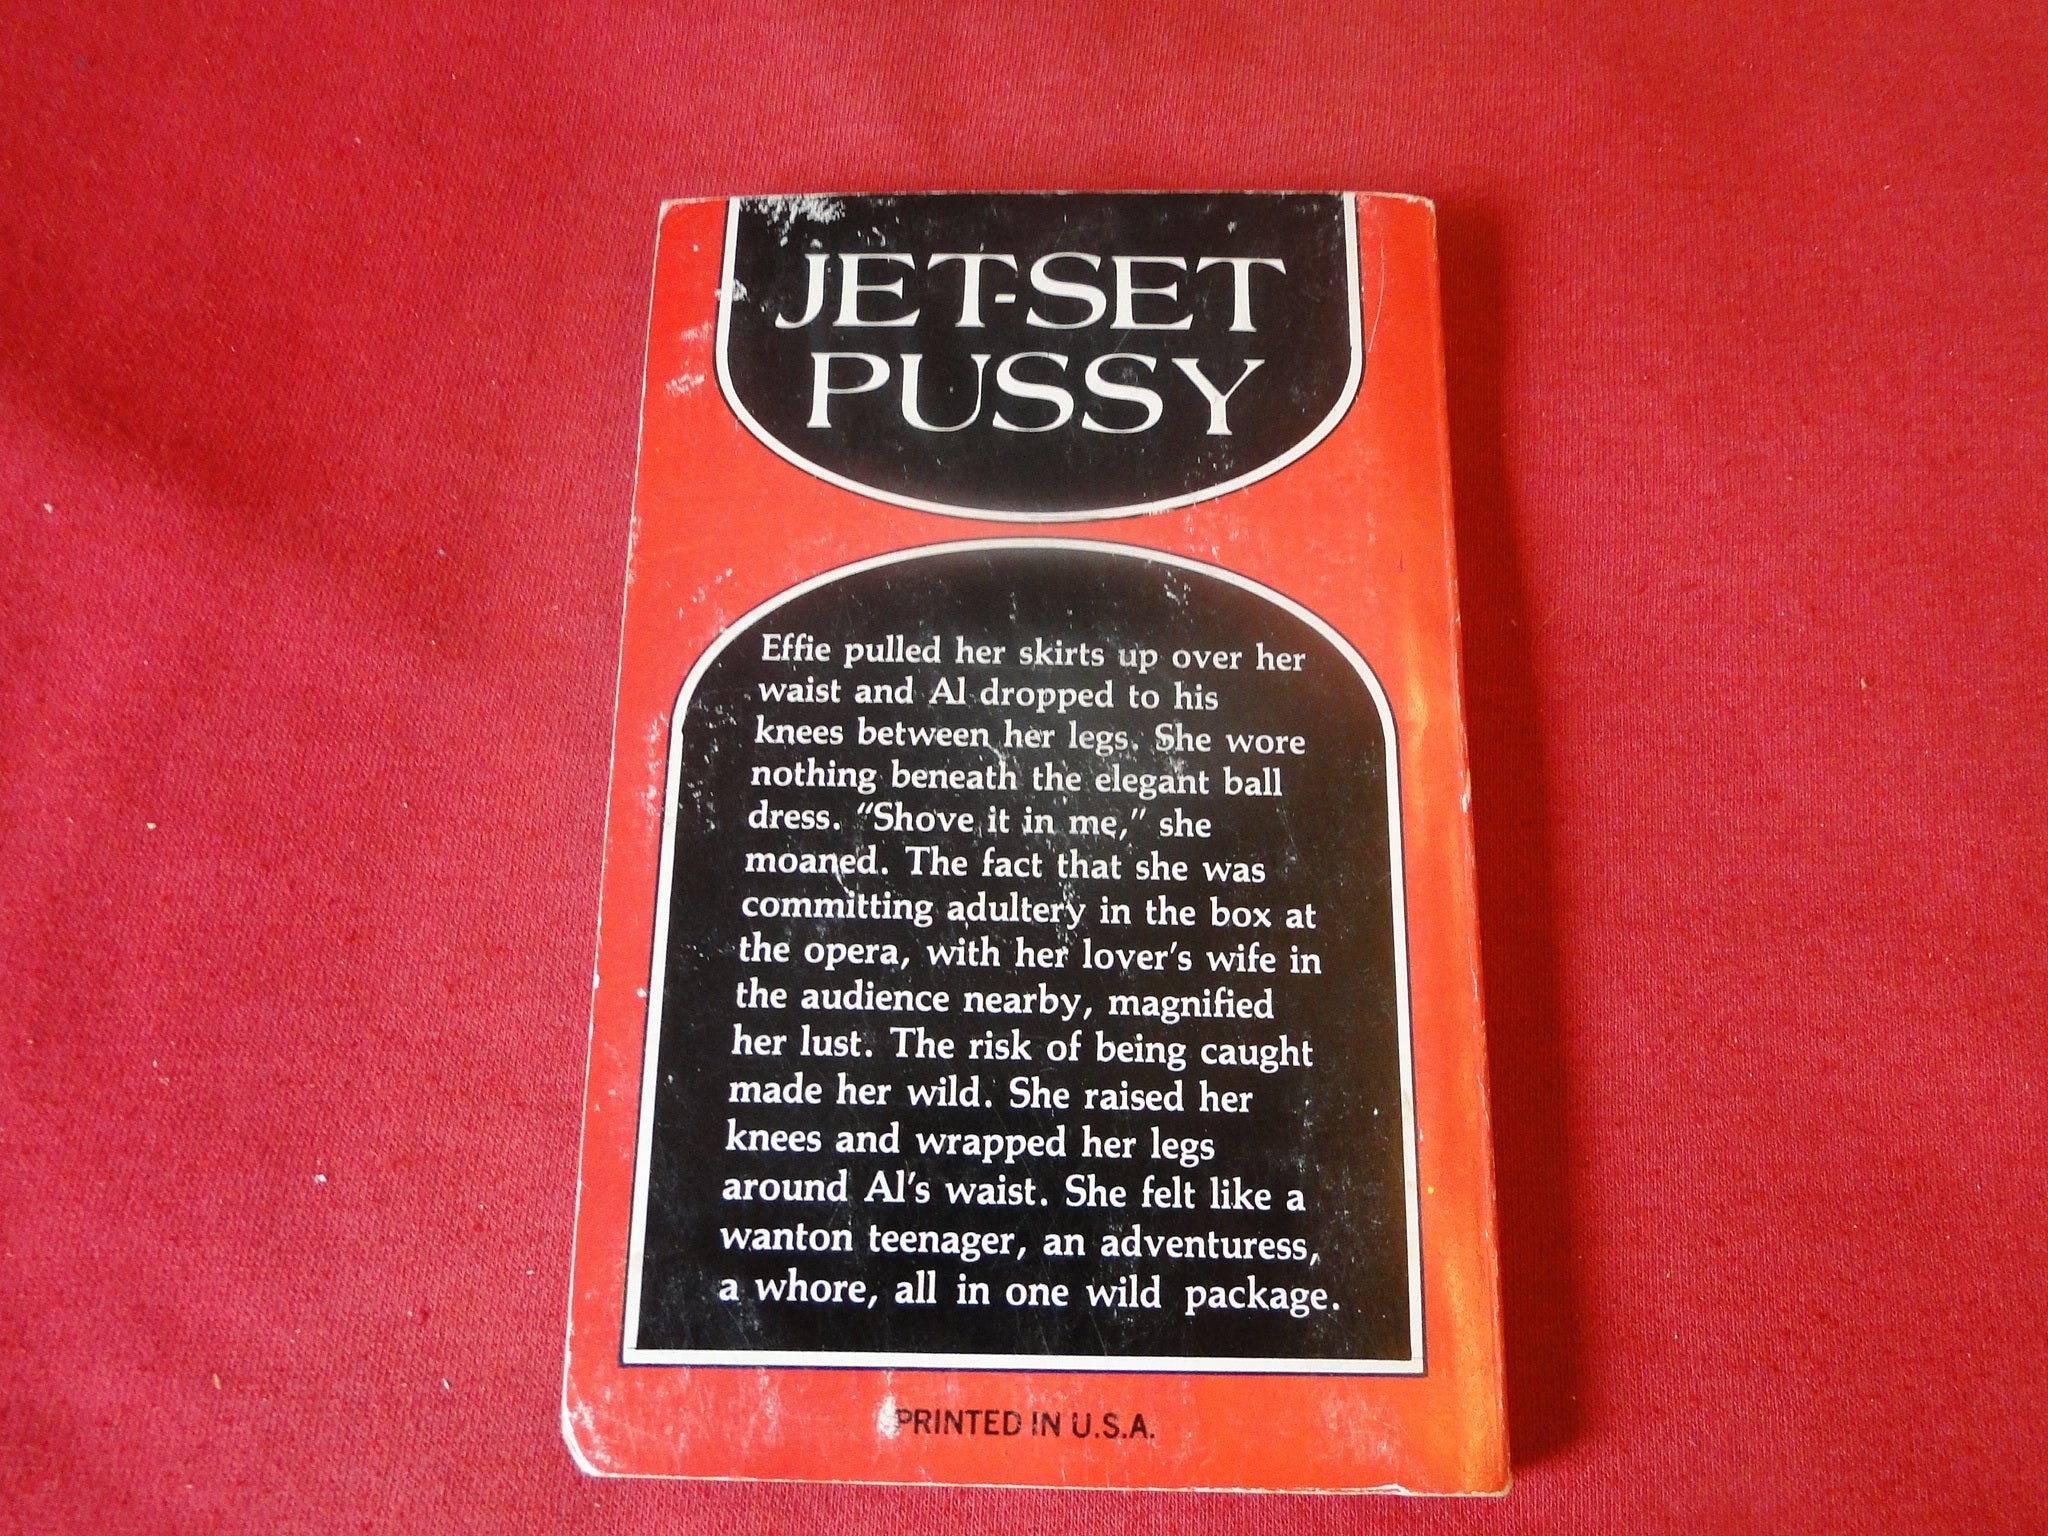 JET-SET
PUSSY
Effie pulled her skirts up over her
waist and Al dropped to his
knees between her legs. She wore
nothing beneath the elegant ball
dress. "Shove it in me," she
moaned. The fact that she was
committing adultery in the box at
the opera, with her lover's wife in
the audience nearby, magnified
her lust. The risk of being caught
made her wild. She raised her
knees and wrapped her legs
around Al's waist. She felt like a
wanton teenager, an adventuress,
a whore, all in one wild package.
PRINTED IN U.S.A.